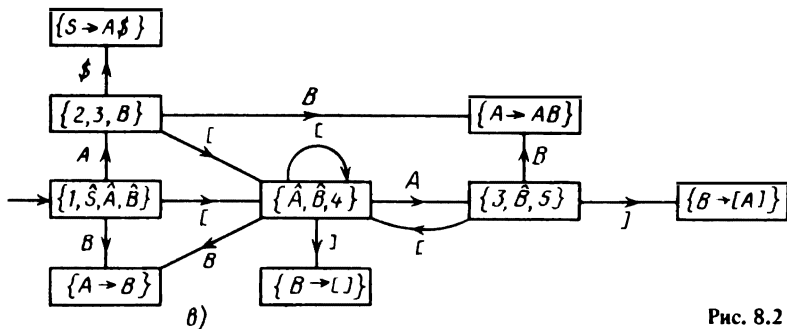 {S → A$}
$
{2,3,B}
B
{A → AB}
[
[
A
B
{1,Ŝ,Â,B̂}
[
{Â,B̂,4}
A
{3,B̂,5}
]
{B → [A]}
B
B
]
[
{A → B}
{B → []}
в)
Рис. 8.2